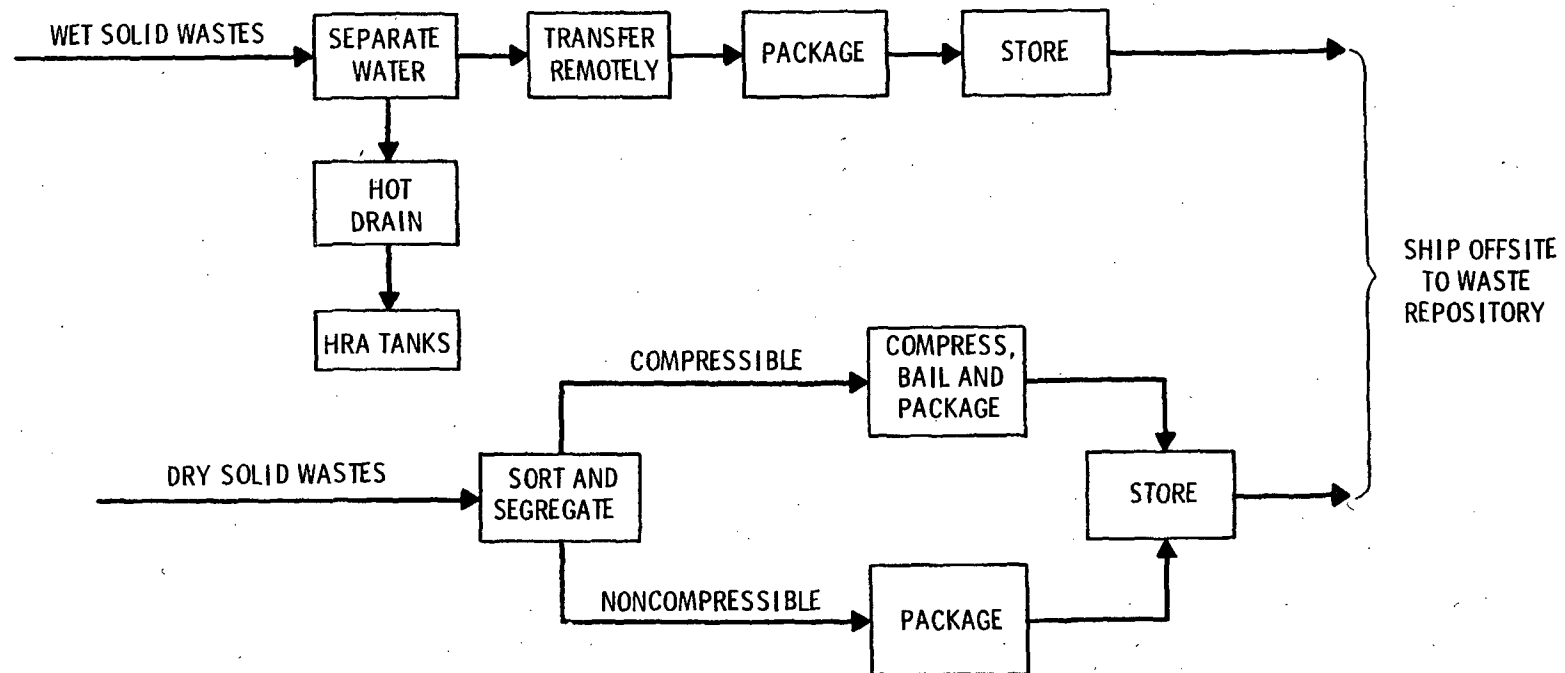 WET SOLID WASTES
SEPARATE
WATER
TRANSFER
REMOTELY
PACKAGE
STORE
HOT
DRAIN
HRA TANKS
SHIP OFFSITE
TO WASTE
REPOSITORY
COMPRESSIBLE
COMPRESS,
BAIL AND
PACKAGE
DRY SOLID WASTES
SORT AND
SEGREGATE
STORE
NONCOMPRESSIBLE
PACKAGE